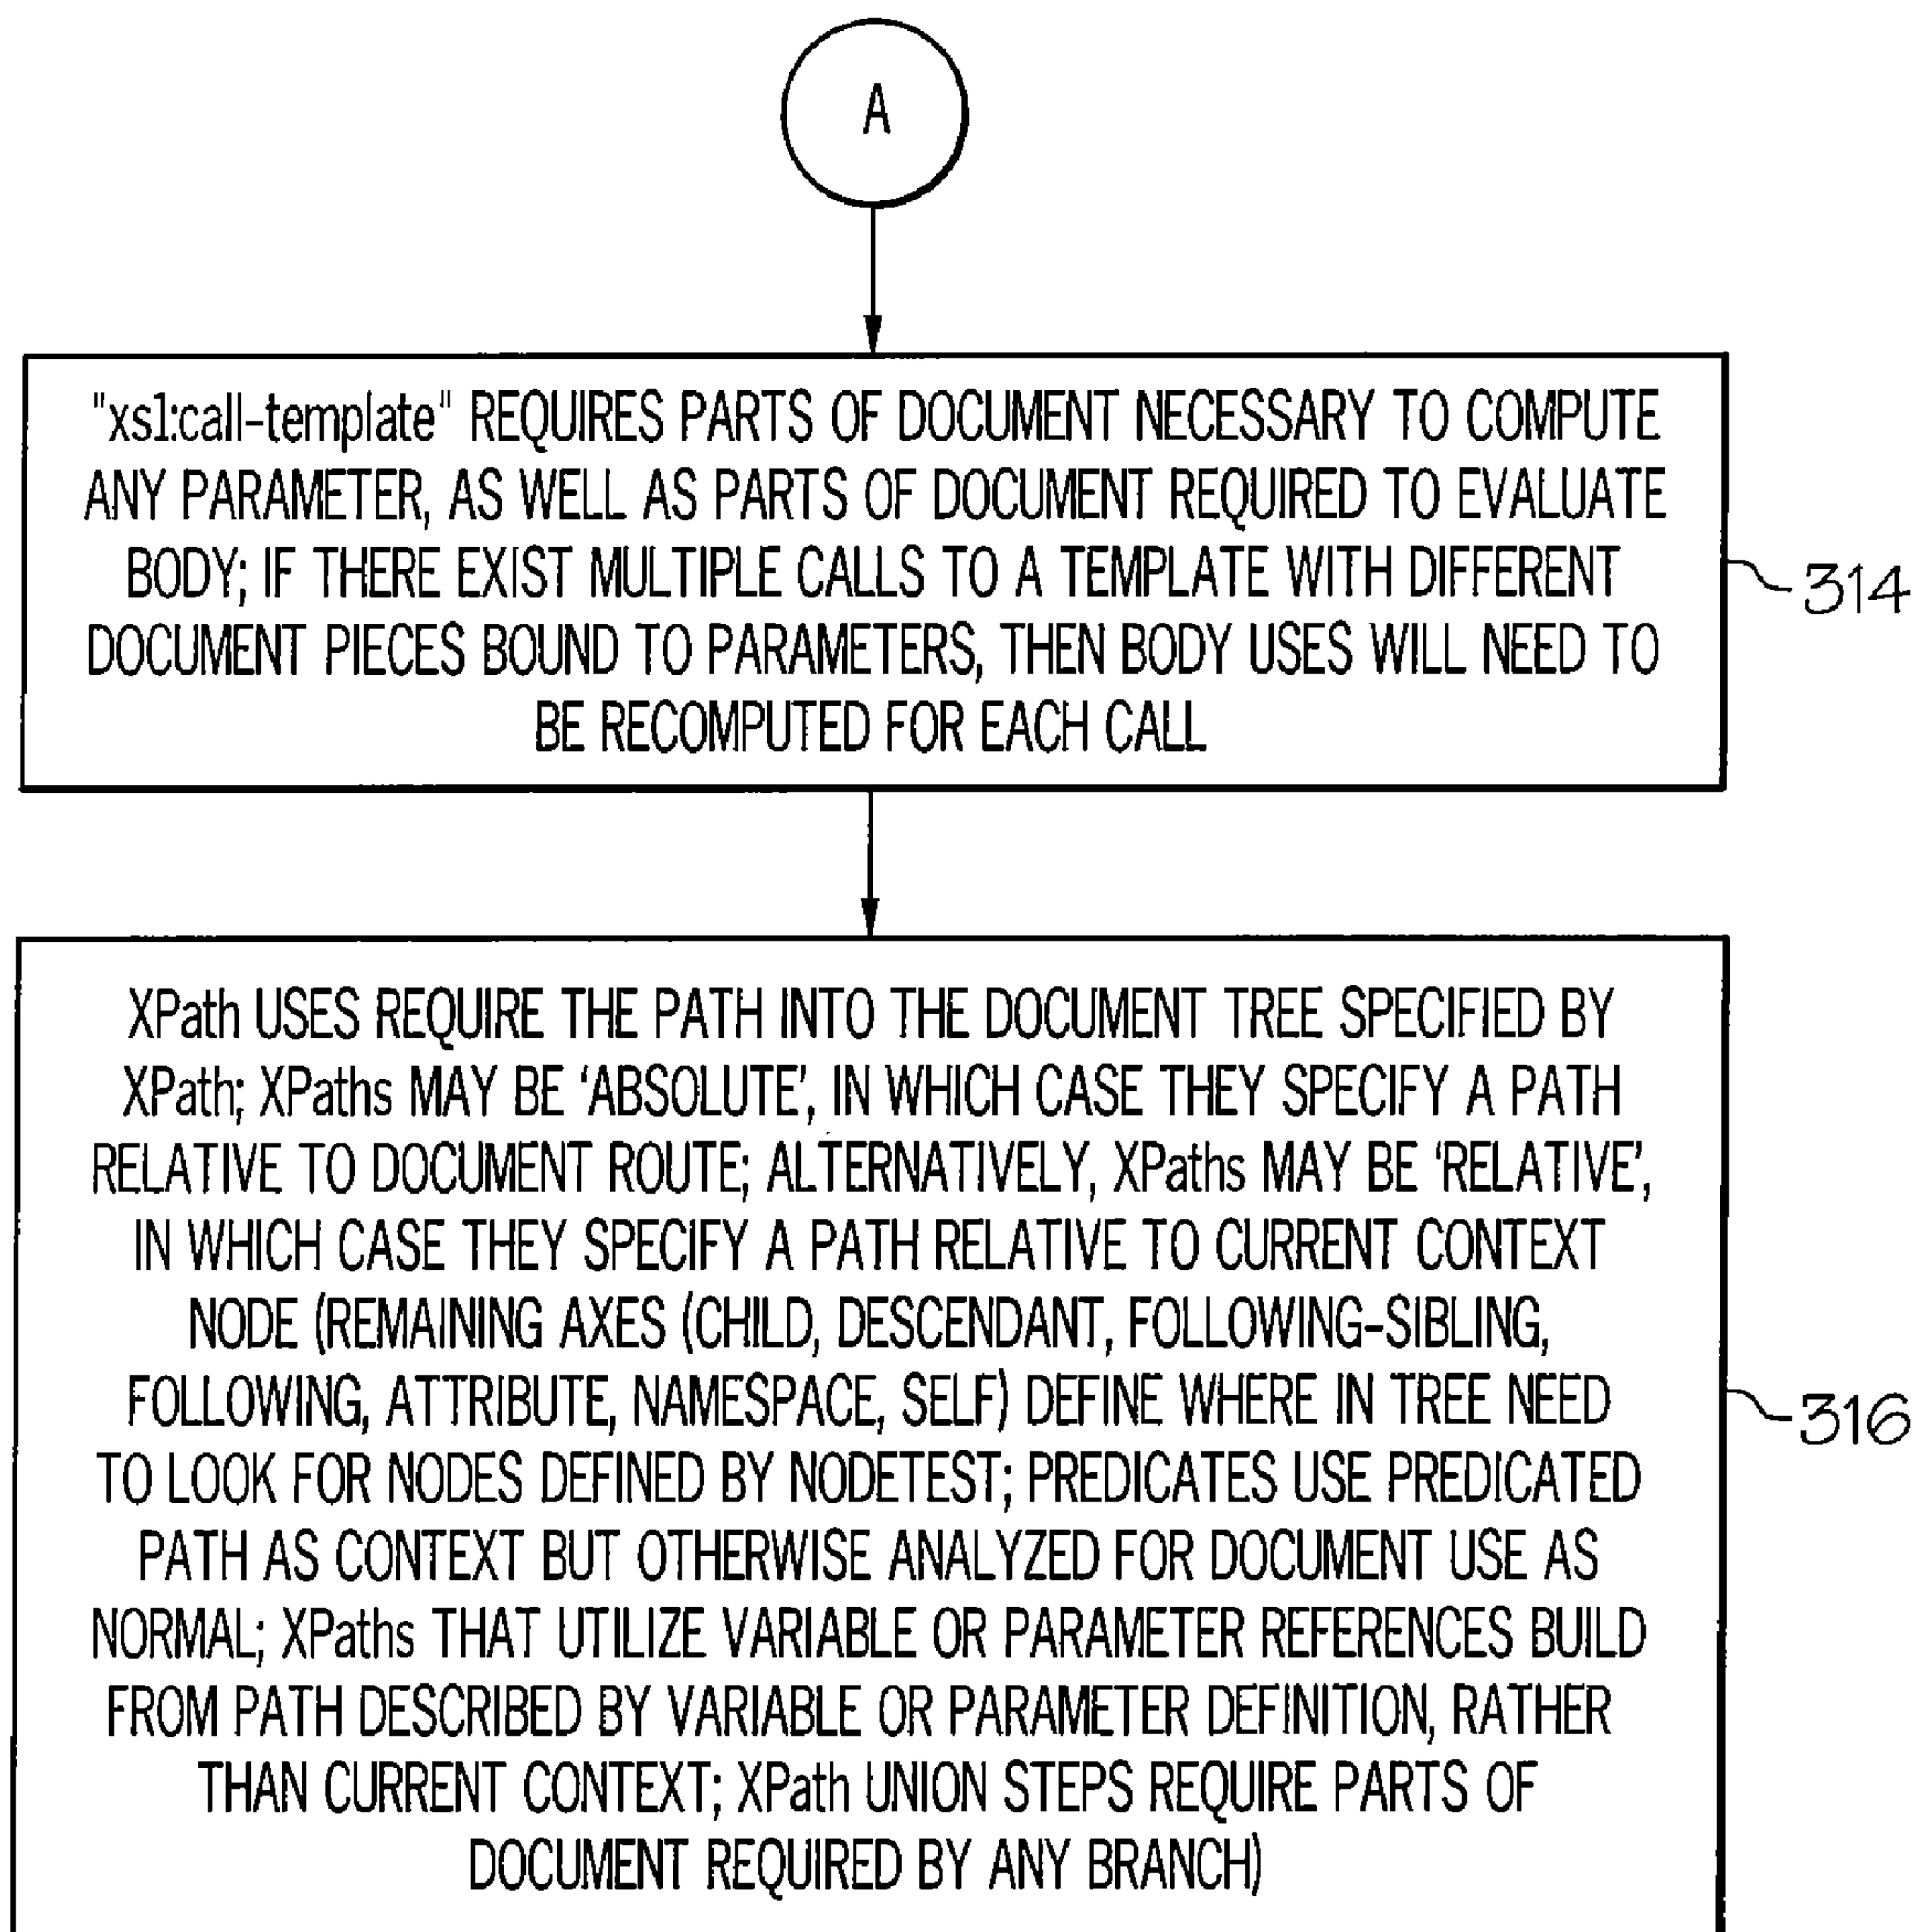 A
"xsl:call-template" REQUIRES PARTS OF DOCUMENT NECESSARY TO COMPUTE
ANY PARAMETER, AS WELL AS PARTS OF DOCUMENT REQUIRED TO EVALUATE
BODY; IF THERE EXIST MULTIPLE CALLS TO A TEMPLATE WITH DIFFERENT
DOCUMENT PIECES BOUND TO PARAMETERS, THEN BODY USES WILL NEED TO
BE RECOMPUTED FOR EACH CALL
314
XPath USES REQUIRE THE PATH INTO THE DOCUMENT TREE SPECIFIED BY
XPath; XPaths MAY BE 'ABSOLUTE', IN WHICH CASE THEY SPECIFY A PATH
RELATIVE TO DOCUMENT ROUTE; ALTERNATIVELY, XPaths MAY BE 'RELATIVE',
IN WHICH CASE THEY SPECIFY A PATH RELATIVE TO CURRENT CONTEXT
NODE (REMAINING AXES (CHILD, DESCENDANT, FOLLOWING-SIBLING,
FOLLOWING, ATTRIBUTE, NAMESPACE, SELF) DEFINE WHERE IN TREE NEED
TO LOOK FOR NODES DEFINED BY NODETEST; PREDICATES USE PREDICATED
PATH AS CONTEXT BUT OTHERWISE ANALYZED FOR DOCUMENT USE AS
NORMAL; XPaths THAT UTILIZE VARIABLE OR PARAMETER REFERENCES BUILD
FROM PATH DESCRIBED BY VARIABLE OR PARAMETER DEFINITION, RATHER
THAN CURRENT CONTEXT; XPath UNION STEPS REQUIRE PARTS OF
DOCUMENT REQUIRED BY ANY BRANCH)
316